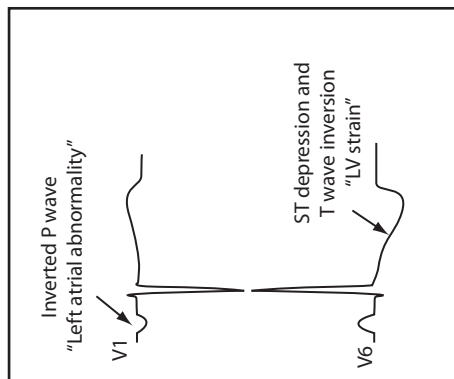 Inverted P wave
“Left atrial abnormality”
V1
ST depression and
T wave inversion
“LV strain”
V6